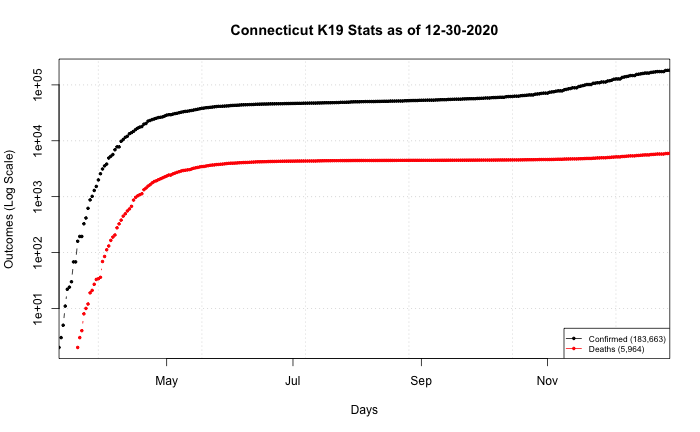 Connecticut K19 Stats as of 12-30-2020
Outcomes (Log Scale)
1e+05
1e+04
1e+03
1e+02
1e+01
Confirmed (183,663)
Deaths (5,964)
May
Jul
Sep
Nov
Days